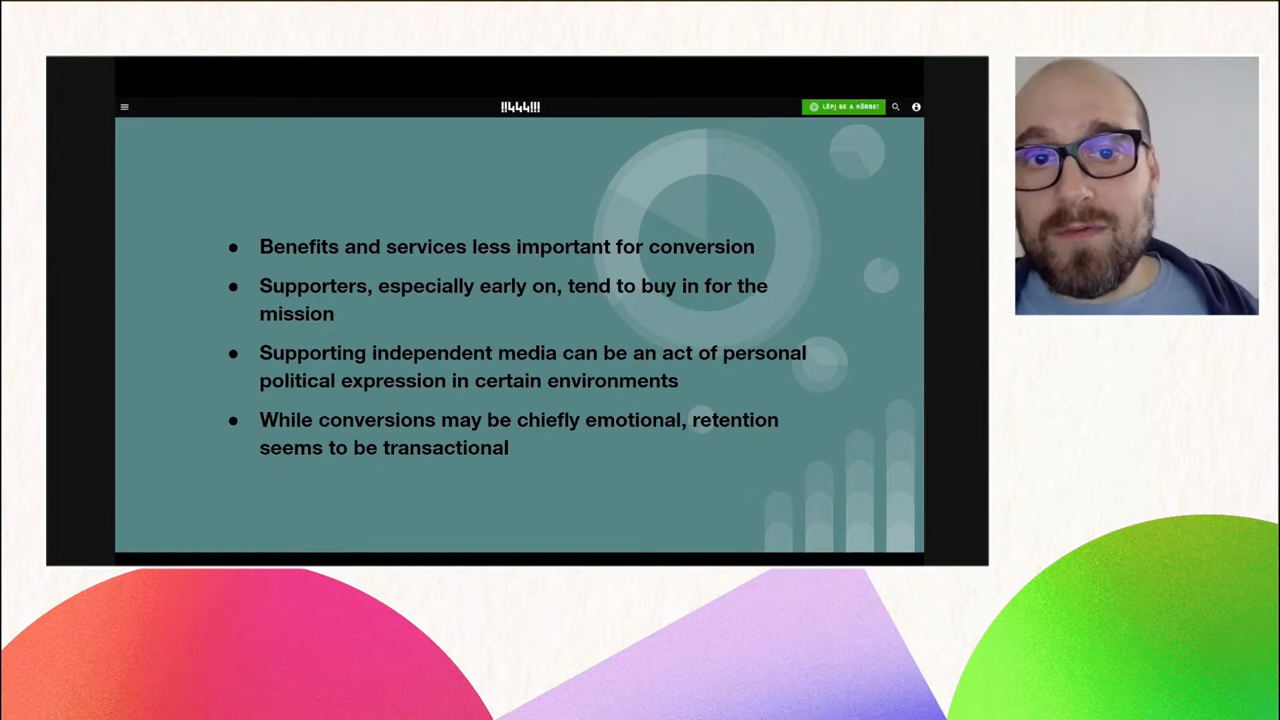 !!444!!!
LÉPJ BE A KÖRBE!
● Benefits and services less important for conversion
● Supporters, especially early on, tend to buy in for the
mission
● Supporting independent media can be an act of personal
political expression in certain environments
● While conversions may be chiefly emotional, retention
seems to be transactional